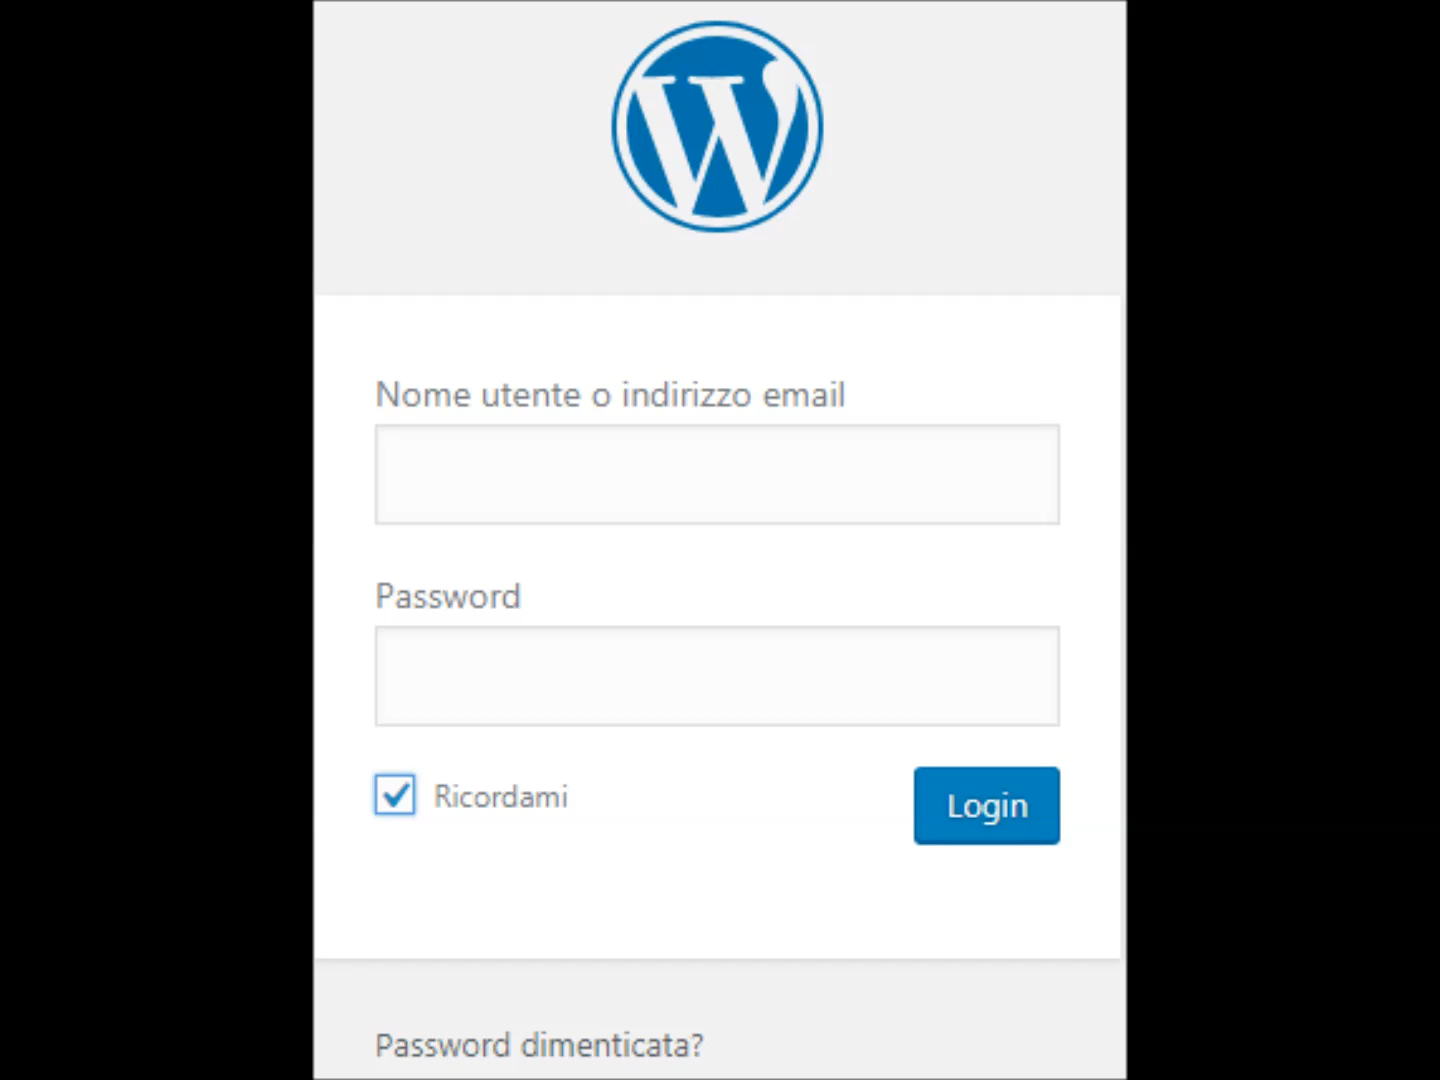 Nome utente o indirizzo email
Password
Ricordami
Login
Password dimenticata?